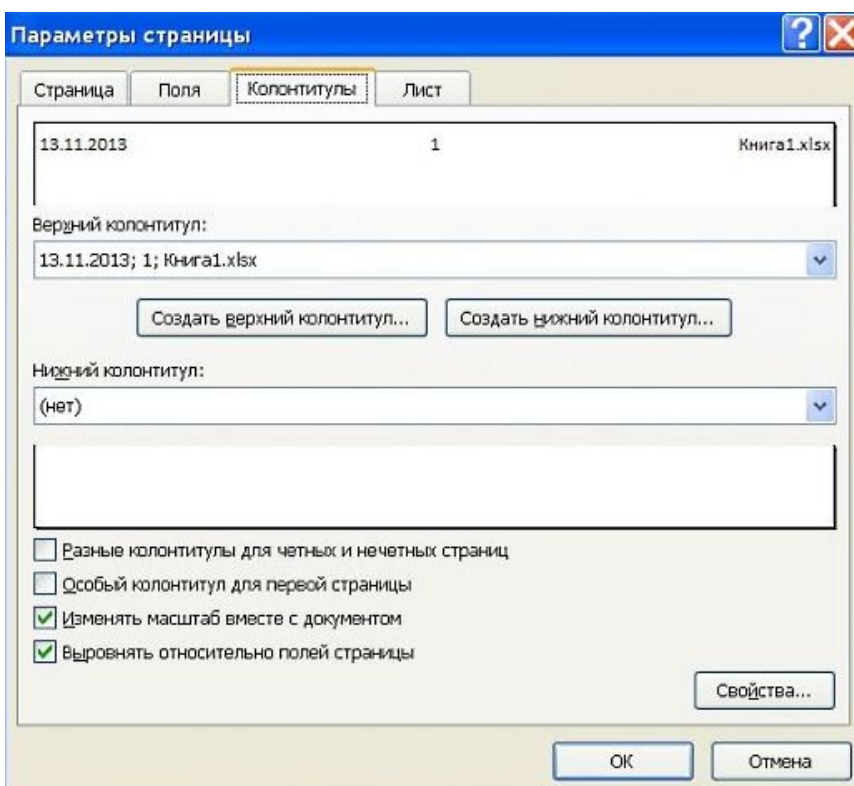 Параметры страницы ?
Страница Поля Колонтитулы Лист
13.11.2013 1 Книга1.xlsx
Верхний колонтитул:
13.11.2013; 1; Книга1.xlsx
Создать верхний колонтитул... Создать нижний колонтитул...
Нижний колонтитул:
(нет)
Разные колонтитулы для четных и нечетных страниц
Особый колонтитул для первой страницы
Изменять масштаб вместе с документом
Выровнять относительно полей страницы
Свойства...
ОК Отмена